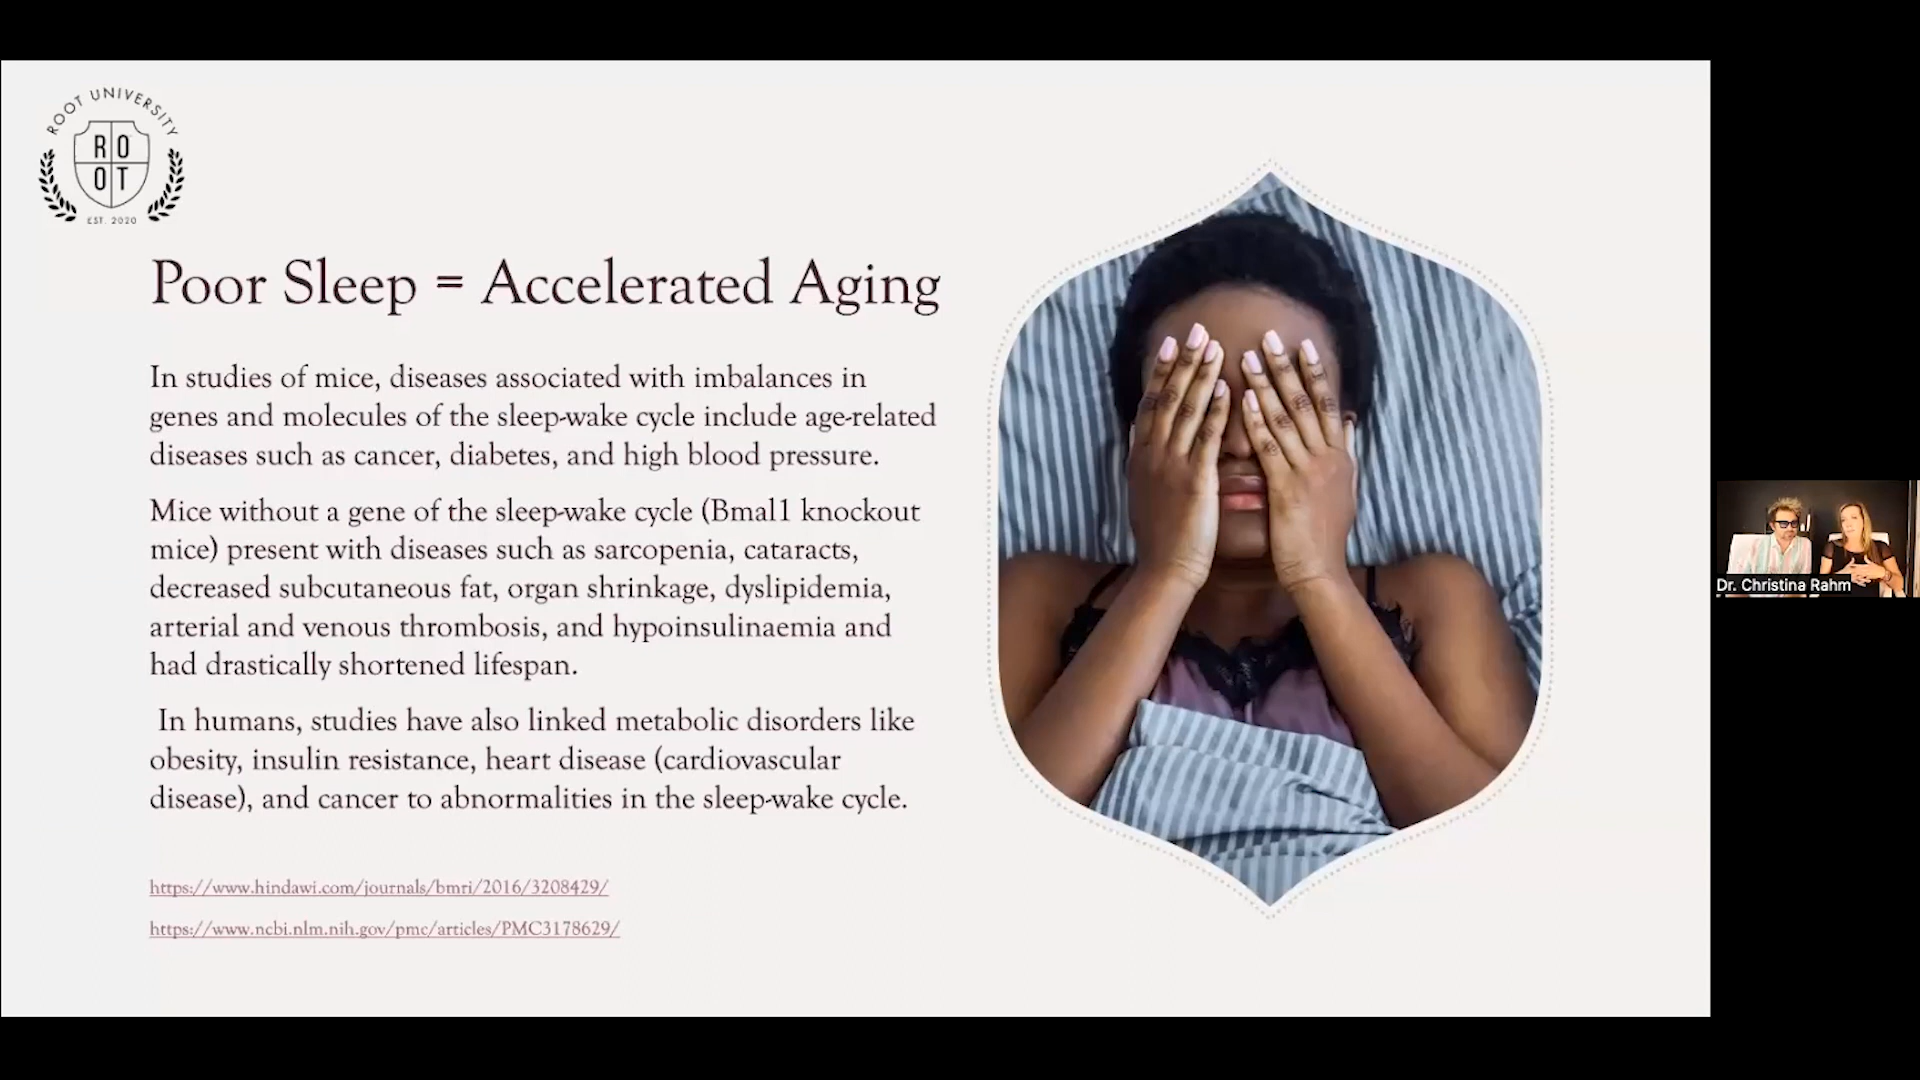 ROOT UNIVERSITY
RO
OT
EST. 2020
Poor Sleep = Accelerated Aging
In studies of mice, diseases associated with imbalances in
genes and molecules of the sleep-wake cycle include age-related
diseases such as cancer, diabetes, and high blood pressure.
Mice without a gene of the sleep-wake cycle (Bmal1 knockout
mice) present with diseases such as sarcopenia, cataracts,
decreased subcutaneous fat, organ shrinkage, dyslipidemia,
arterial and venous thrombosis, and hypoinsulinaemia and
had drastically shortened lifespan.
In humans, studies have also linked metabolic disorders like
obesity, insulin resistance, heart disease (cardiovascular
disease), and cancer to abnormalities in the sleep-wake cycle.
https://www.hindawi.com/journals/bmri/2016/3208429/
https://www.ncbi.nlm.nih.gov/pmc/articles/PMC3178629/
Dr. Christina Rahm